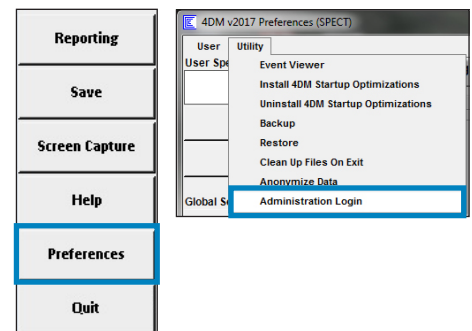 Reporting
Save
Screen Capture
Help
Preferences
Quit
4DM v2017 Preferences (SPECT)
User Utility
User Spe
Event Viewer
Install 4DM Startup Optimizations
Uninstall 4DM Startup Optimizations
Backup
Restore
Clean Up Files On Exit
Anonymize Data
Global Se
Administration Login